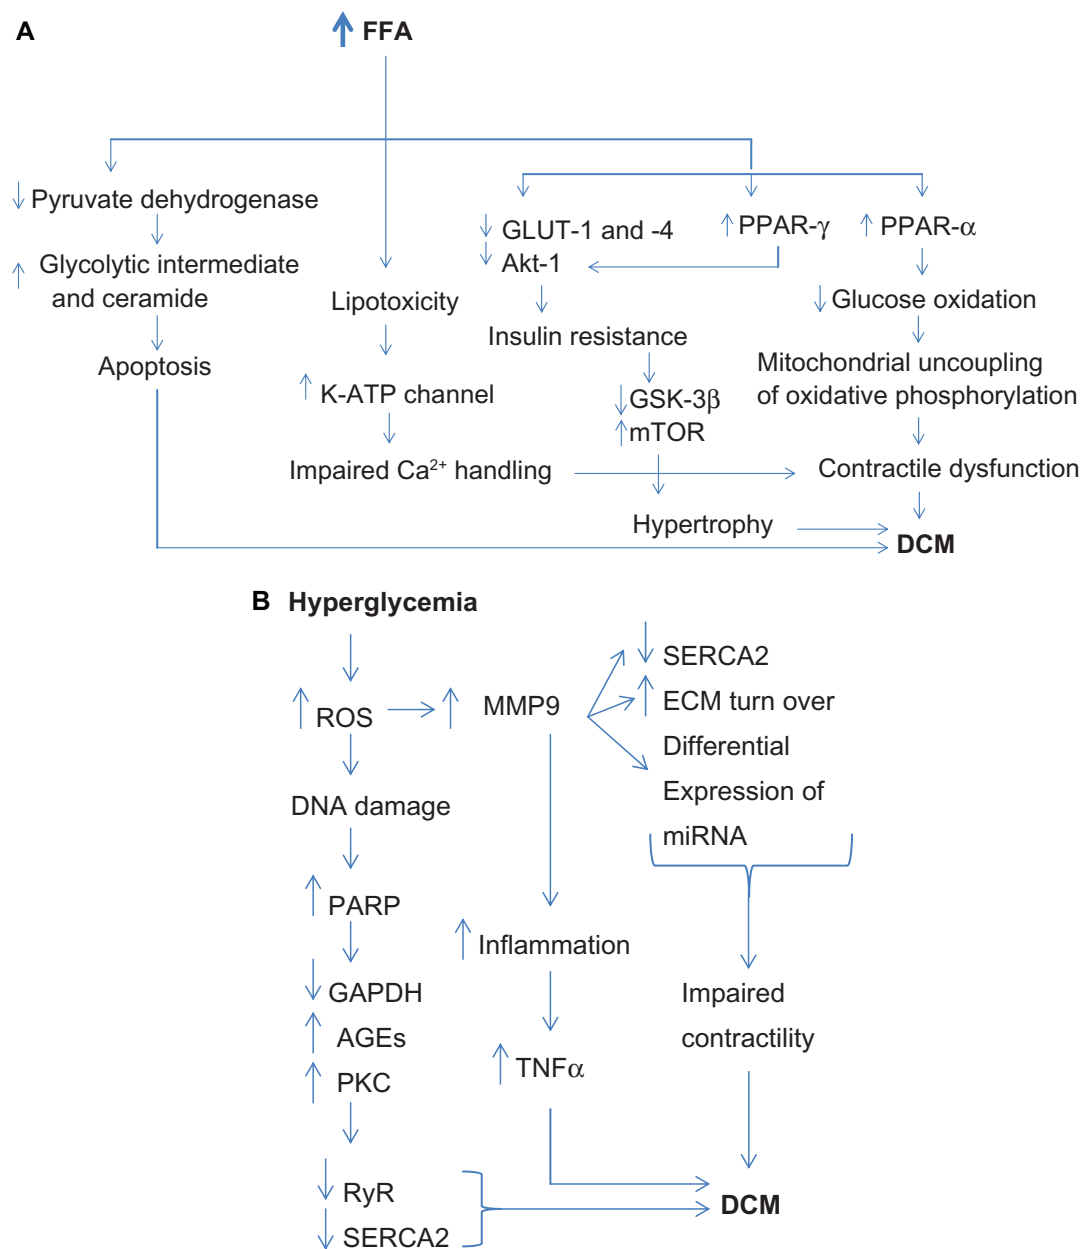 A
↑ FFA
↓ Pyruvate dehydrogenase
↑ Glycolytic intermediate
and ceramide
Apoptosis
Lipotoxicity
↑ K-ATP channel
Impaired Ca²⁺ handling
↓ GLUT-1 and -4
↓ Akt-1
Insulin resistance
↓ GSK-3β
↑ mTOR
Hypertrophy
↑ PPAR-γ
↑ PPAR-α
↓ Glucose oxidation
Mitochondrial uncoupling
of oxidative phosphorylation
Contractile dysfunction
DCM
B Hyperglycemia
↑ ROS
DNA damage
↑ PARP
↓ GAPDH
↑ AGEs
↑ PKC
↓ RyR
↓ SERCA2
↑ MMP9
↑ Inflammation
↑ TNFα
↓ SERCA2
↑ ECM turn over
Differential
Expression of
miRNA
Impaired
contractility
DCM